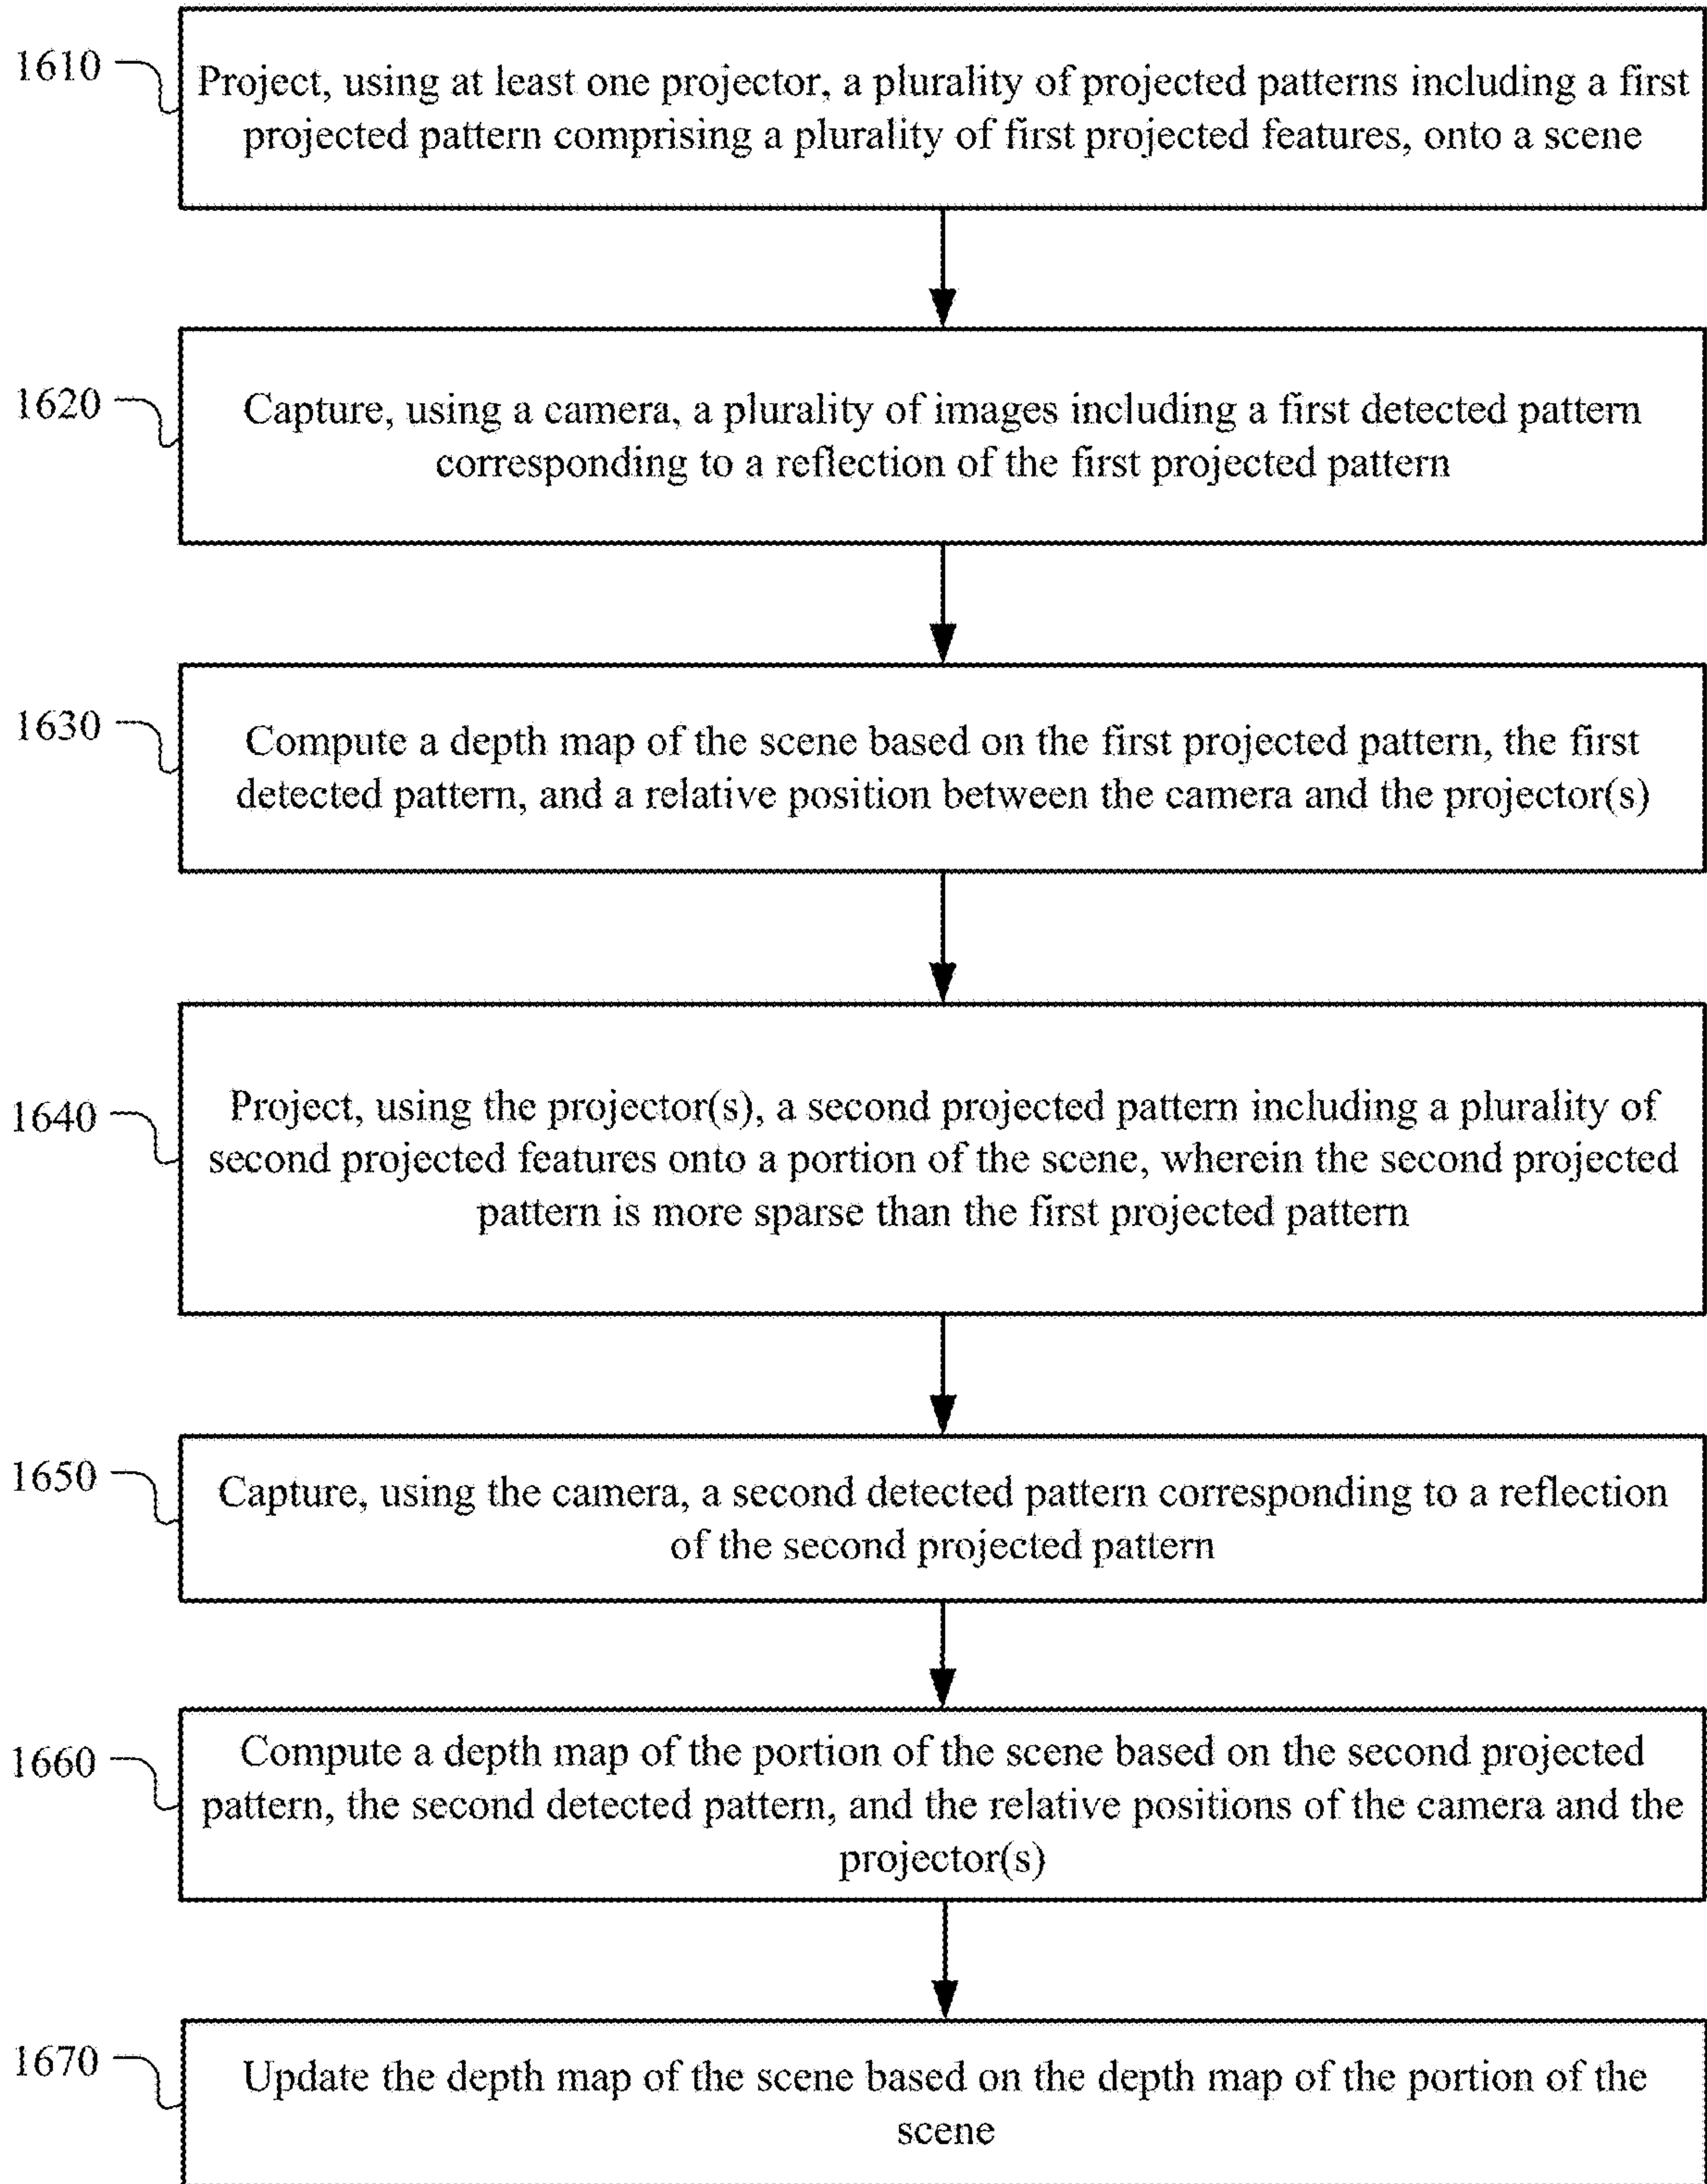 1610
Project, using at least one projector, a plurality of projected patterns including a first
projected pattern comprising a plurality of first projected features, onto a scene
1620
Capture, using a camera, a plurality of images including a first detected pattern
corresponding to a reflection of the first projected pattern
1630
Compute a depth map of the scene based on the first projected pattern, the first
detected pattern, and a relative position between the camera and the projector(s)
1640
Project, using the projector(s), a second projected pattern including a plurality of
second projected features onto a portion of the scene, wherein the second projected
pattern is more sparse than the first projected pattern
1650
Capture, using the camera, a second detected pattern corresponding to a reflection
of the second projected pattern
1660
Compute a depth map of the portion of the scene based on the second projected
pattern, the second detected pattern, and the relative positions of the camera and the
projector(s)
1670
Update the depth map of the scene based on the depth map of the portion of the
scene